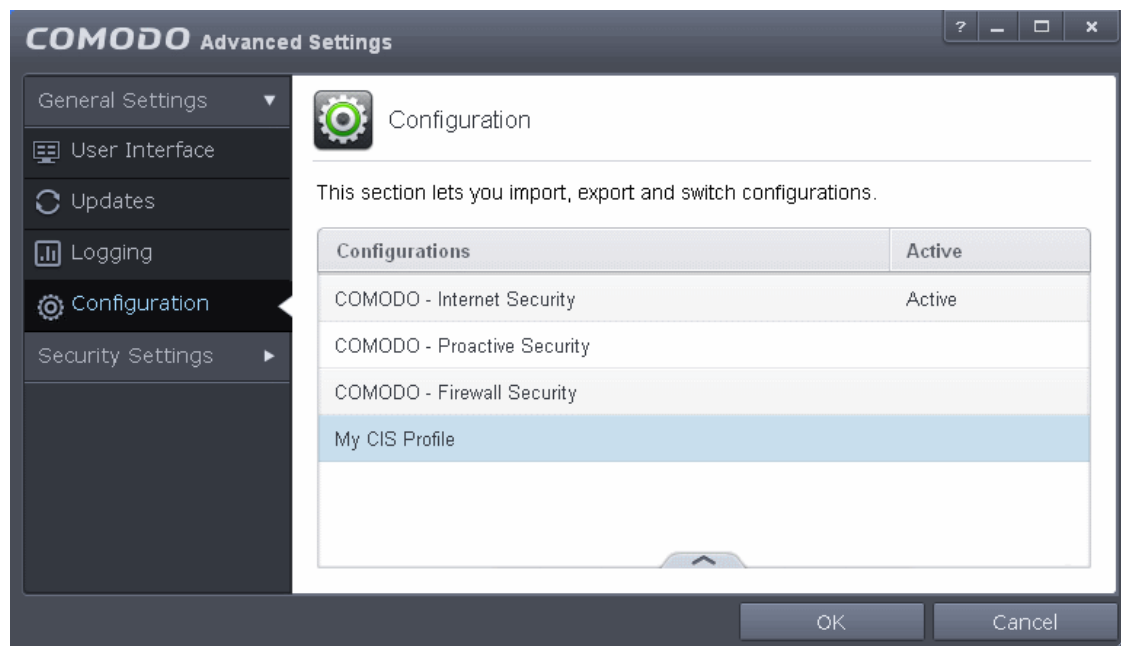 COMODO Advanced Settings
?
General Settings
User Interface
Updates
Logging
Configuration
Security Settings
Configuration
This section lets you import, export and switch configurations.
Configurations Active
COMODO - Internet Security Active
COMODO - Proactive Security
COMODO - Firewall Security
My CIS Profile
OK Cancel